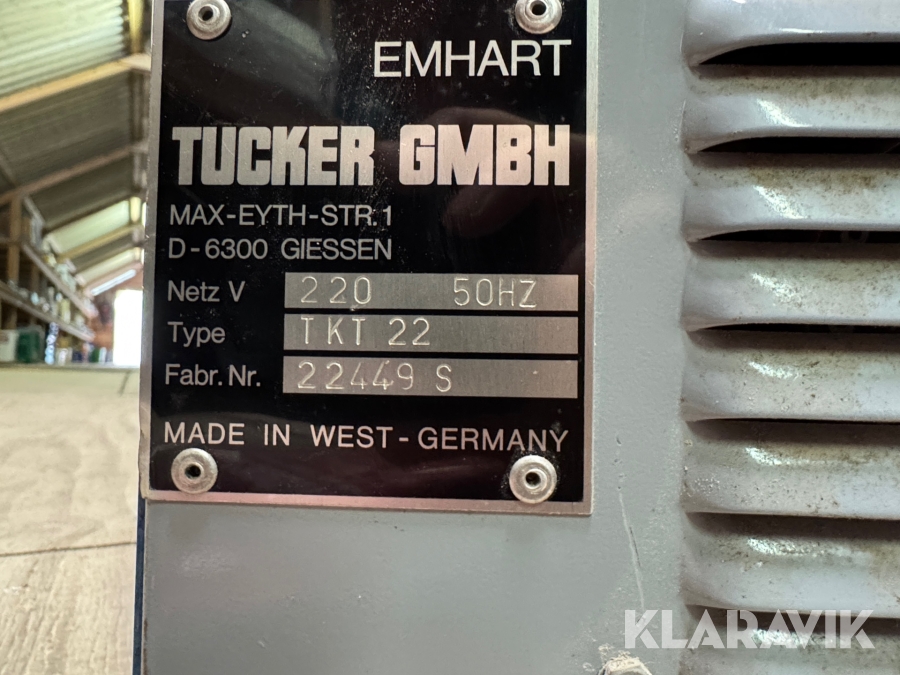 EMHART
TUCKER GMBH
MAX-EYTH-STR. 1
D-6300 GIESSEN
Netz V 220 50HZ
Type TKT 22
Fabr. Nr. 22449 S
MADE IN WEST-GERMANY
KLARAVIK